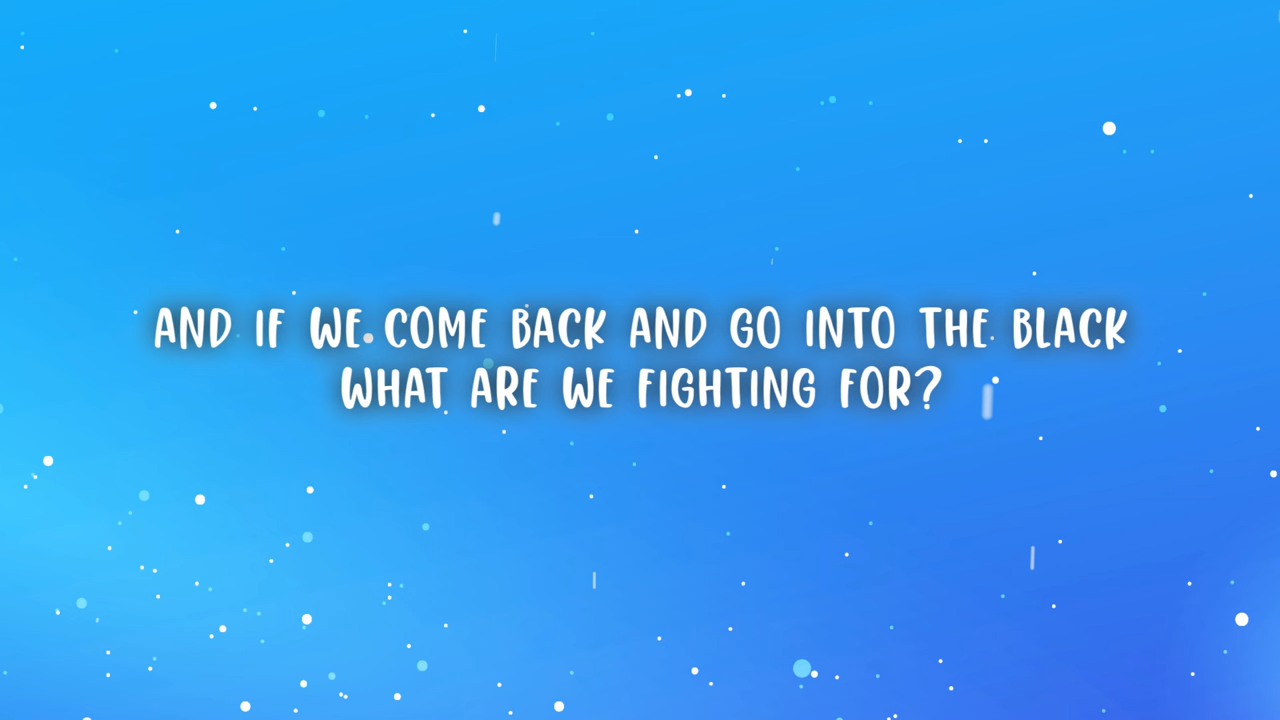 AND IF WE COME BACK AND GO INTO THE BLACK
WHAT ARE WE FIGHTING FOR?